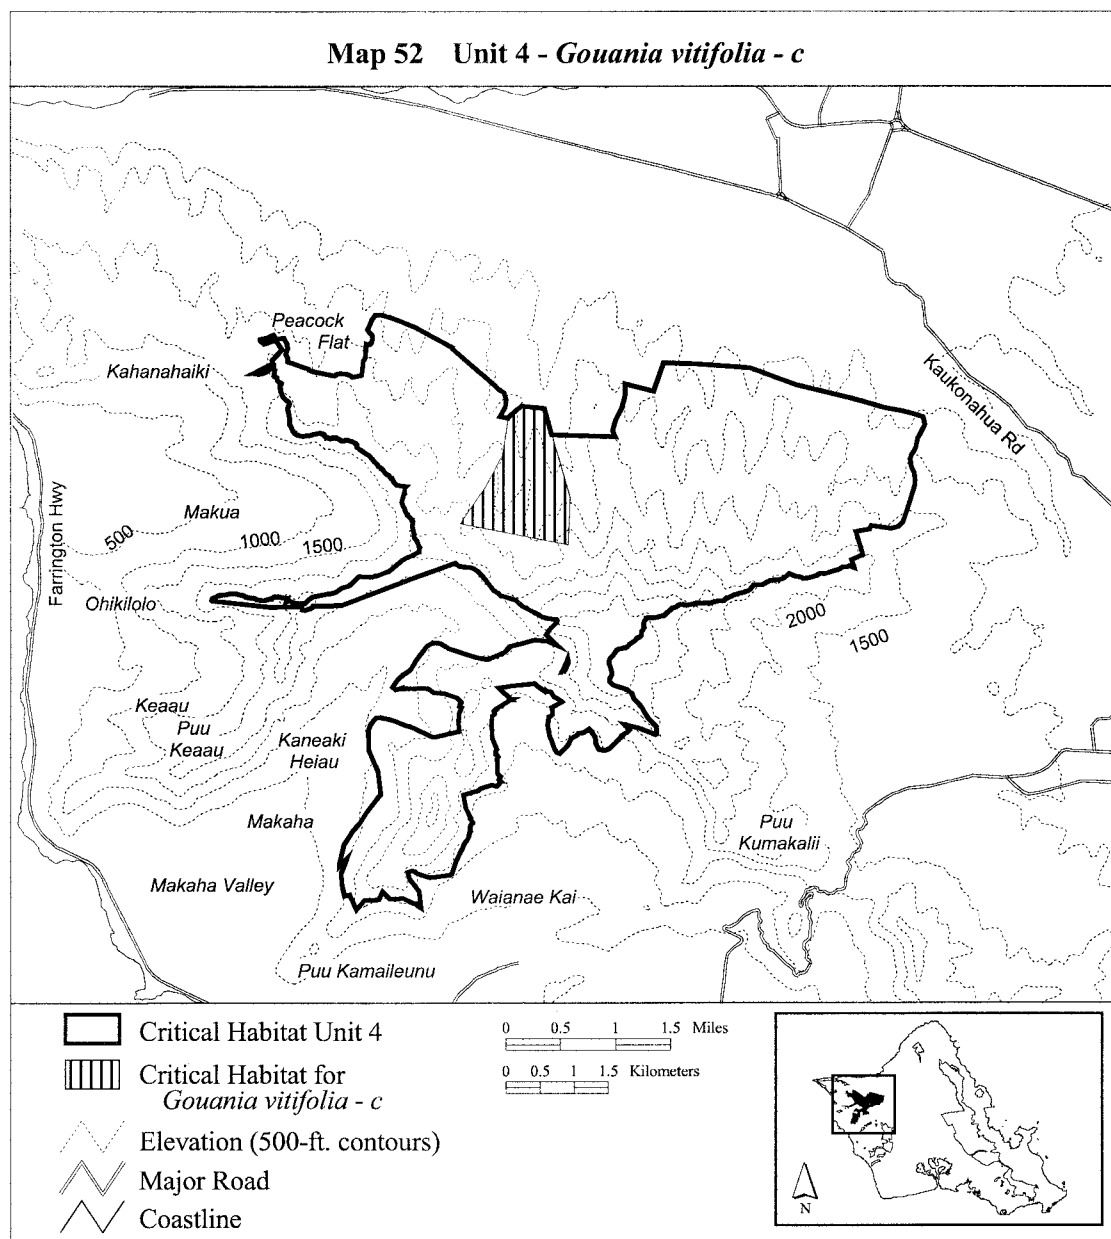 Map 52 Unit 4 - Gouania vitifolia - c
Peacock
Flat
Kahanahaiki
Kaukonahua Rd
Farrington Hwy
Makua
500
1000
1500
Ohikilolo
2000
1500
Keaau
Puu
Keaau
Kaneaki
Heiau
Makaha
Puu
Kumakalii
Makaha Valley
Waianae Kai
Puu Kamaileunu
Critical Habitat Unit 4
Critical Habitat for
Gouania vitifolia - c
Elevation (500-ft. contours)
Major Road
Coastline
0 0.5 1 1.5 Miles
0 0.5 1 1.5 Kilometers
N